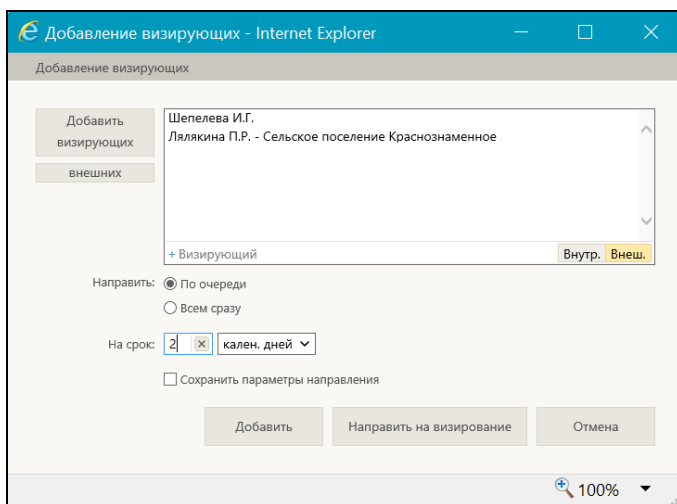 Добавление визирующих - Internet Explorer
Добавление визирующих
Добавить
визирующих
внешних
Шепелева И.Г.
Лялякина П.Р. - Сельское поселение Краснознаменное
+ Визирующий
Внутр. Внеш.
Направить: По очереди
Всем сразу
На срок: 2 кален. дней
Сохранить параметры направления
Добавить Направить на визирование Отмена
100%